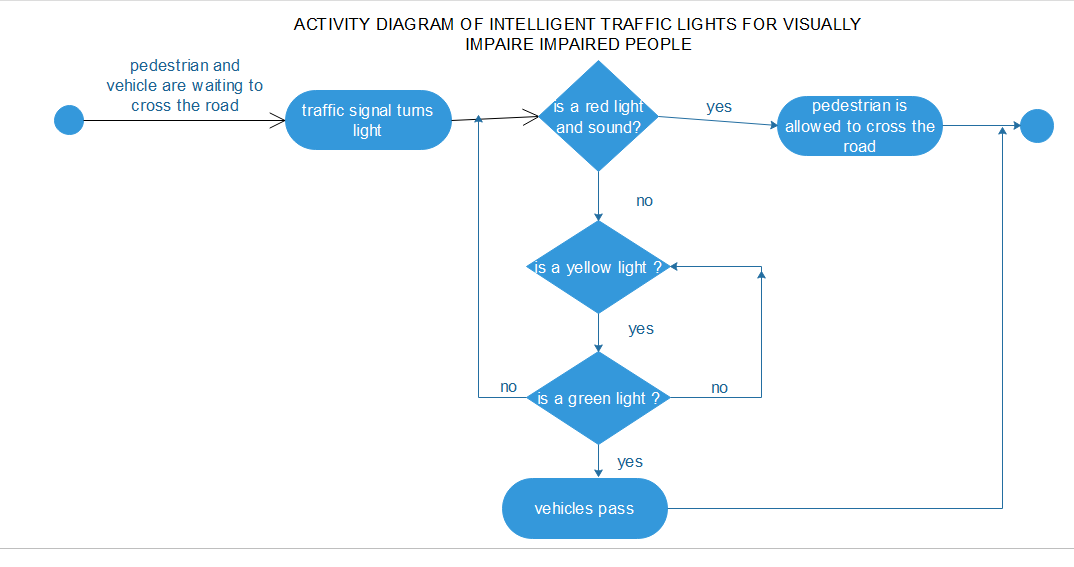 ACTIVITY DIAGRAM OF INTELLIGENT TRAFFIC LIGHTS FOR VISUALLY
IMPAIRE IMPAIRED PEOPLE
pedestrian and
vehicle are waiting to
cross the road
traffic signal turns
light
is a red light
and sound?
yes
pedestrian is
allowed to cross the
road
no
is a yellow light ?
yes
no
is a green light ?
no
yes
vehicles pass